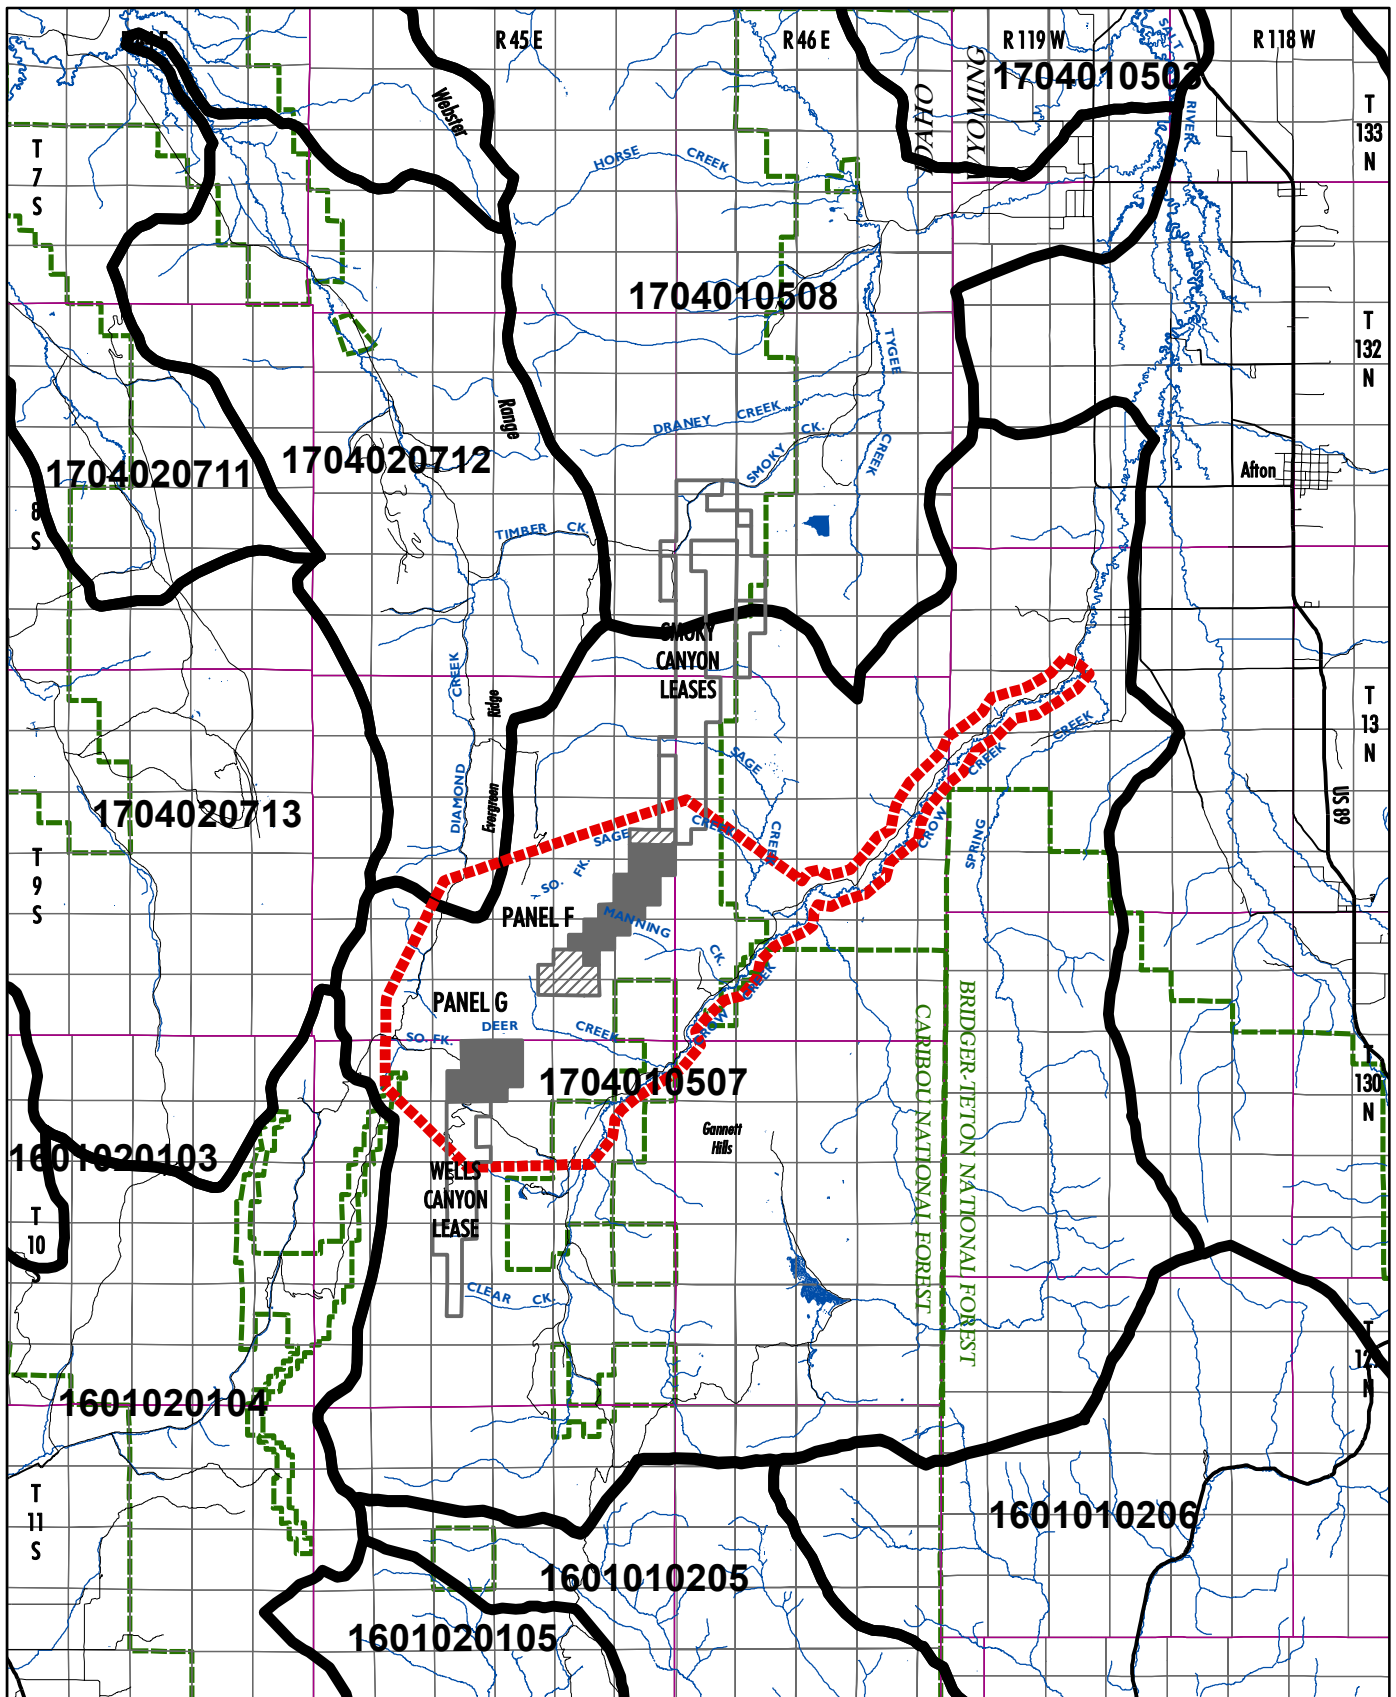 R 45 E
R 46 E
R 119 W
R 118 W
IDAHO
WYOMING
1704010503
SALT
RIVER
T
133
N
Webster
HORSE
CREEK
T
7
S
1704010508
TYGEE
CREEK
T
132
N
Range
DRANEY
CREEK
SMOKY
CK.
1704020711
1704020712
Afton
8
S
TIMBER
CK.
SMOKY
CANYON
LEASES
CREEK
DIAMOND
Ridge
Evergreen
SAGE
CREEK
CREEK
CREEK
CROW
SPRING
T
13
N
US 89
1704020713
SAGE
CREEK
SO.
FK.
T
9
S
PANEL F
MANNING
CK.
CREEK
CROW
PANEL G
DEER
CREEK
SO. FK.
1704010507
CARIBOU NATIONAL FOREST
BRIDGER-TETON NATIONAL FOREST
T
130
N
Gannett
Hills
1601020103
WELLS
CANYON
LEASE
T
10
S
CLEAR
CK.
T
12
N
1601020104
T
11
S
1601010206
1601010205
1601020105